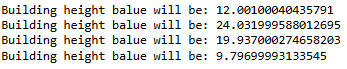 Building height balue will be: 12.00100040435791
Building height balue will be: 24.031999588012695
Building height balue will be: 19.937000274658203
Building height balue will be: 9.79699993133545